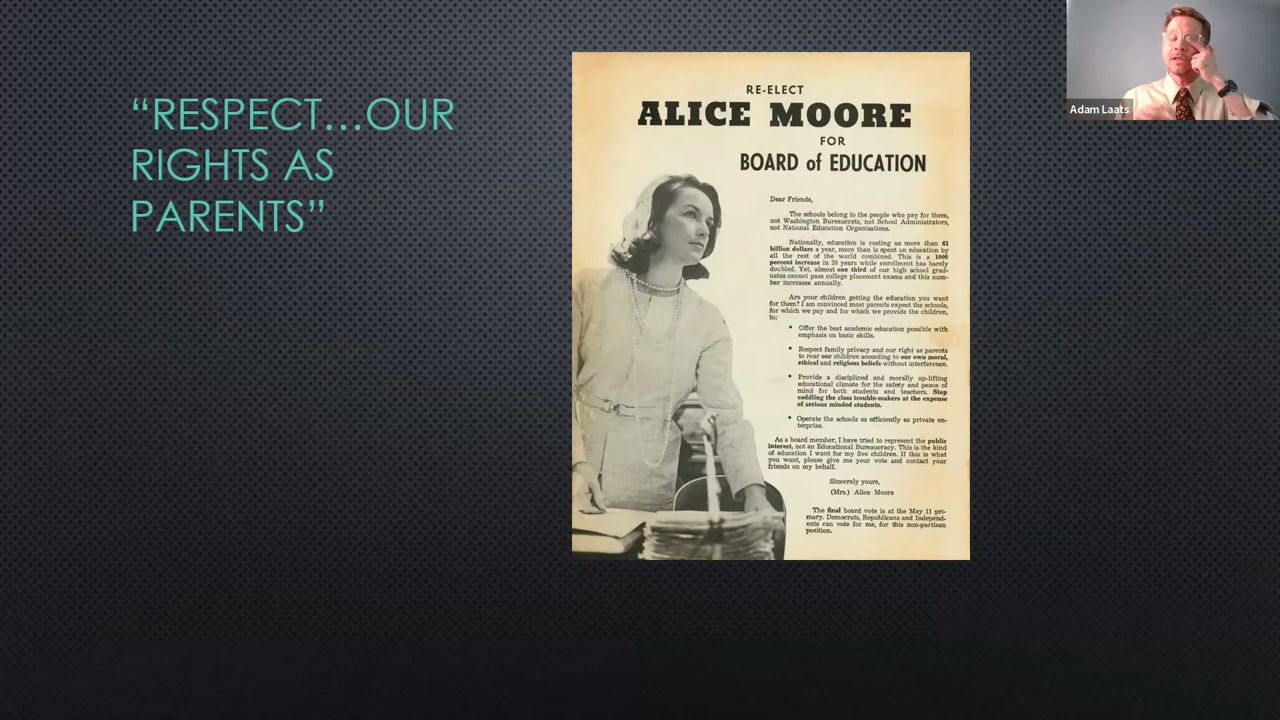 “RESPECT…OUR
RIGHTS AS
PARENTS”
RE-ELECT
ALICE MOORE
FOR
BOARD of EDUCATION
Dear Friends,
The schools belong to the people who pay for them,
not Washington Bureaucrats, not School Administrators,
not National Education Organizations.
Nationally, education is costing us more than 61
billion dollars a year, more than is spent on education by
all the rest of the world combined. This is a 1000
percent increase in 20 years while enrollment has barely
doubled. Yet, almost one third of our high school grad-
uates cannot pass college placement exams and this num-
ber increases annually.
Are your children getting the education you want
for them? I am convinced most parents expect the schools,
for which we pay and for which we provide the children,
to:
• Offer the best academic education possible with
emphasis on basic skills.
• Respect family privacy and our right as parents
to rear our children according to our own moral,
ethical and religious beliefs without interference.
• Provide a disciplined and morally up-lifting
educational climate for the safety and peace of
mind for both students and teachers. Stop
coddling the class trouble-makers at the expense
of serious minded students.
• Operate the schools as efficiently as private en-
terprise.
As a board member, I have tried to represent the public
interest, not an Educational Bureaucracy. This is the kind
of education I want for my five children. If this is what
you want, please give me your vote and contact your
friends on my behalf.
Sincerely yours,
(Mrs.) Alice Moore
The final board vote is at the May 11 pri-
mary. Democrats, Republicans and Independ-
ents can vote for me, for this non-partisan
position.
Adam Laats